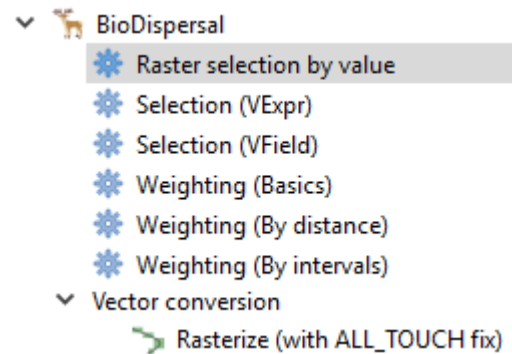 BioDispersal
Raster selection by value
Selection (VExpr)
Selection (VField)
Weighting (Basics)
Weighting (By distance)
Weighting (By intervals)
Vector conversion
Rasterize (with ALL_TOUCH fix)